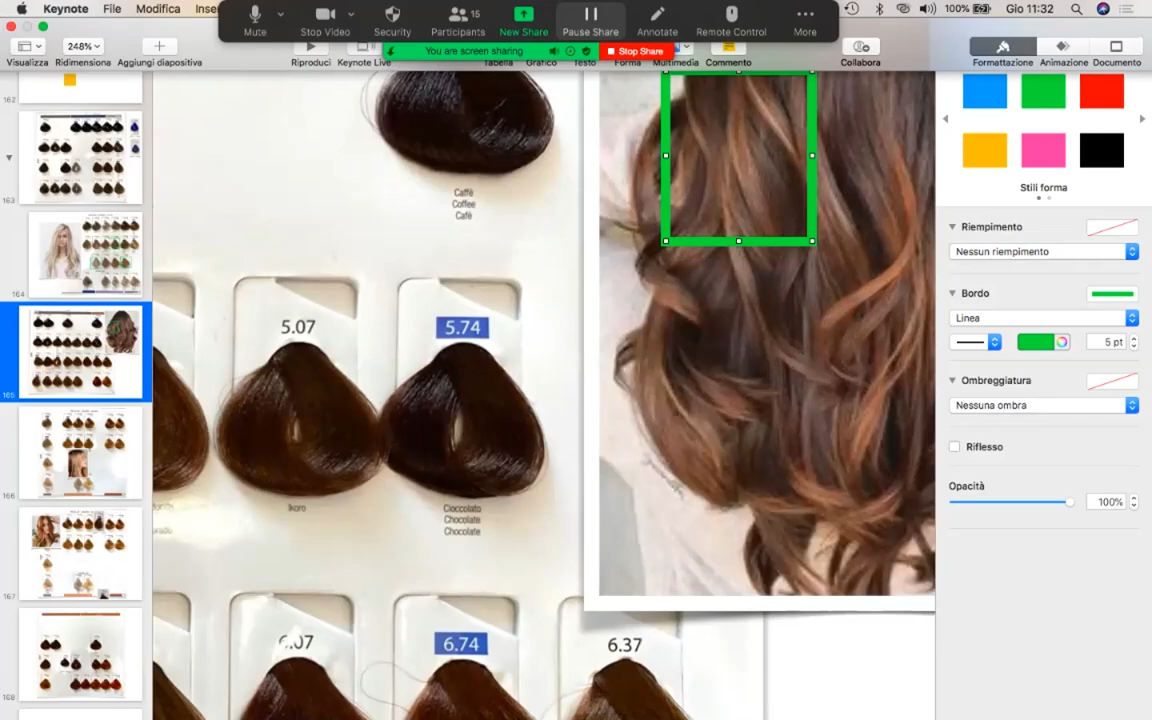 Keynote File Modifica Inser
Mute Stop Video Security Participants 15 New Share Pause Share Annotate Remote Control More
100% Gio 11:32
You are screen sharing Stop Share
248%
Visualizza Ridimensiona Aggiungi diapositiva Riproduci Keynote Live Tabella Grafico Testo Forma Multimedia Commento Collabora Formattazione Animazione Documento
162
163
164
165
166
167
168
Caffè
Coffee
Cafè
5.07
5.74
Ikoro
Cioccolato
Chocolate
Chocolate
6.07
6.74
6.37
Stili forma
Riempimento
Nessun riempimento
Bordo
Linea
5 pt
Ombreggiatura
Nessuna ombra
Riflesso
Opacità
100%